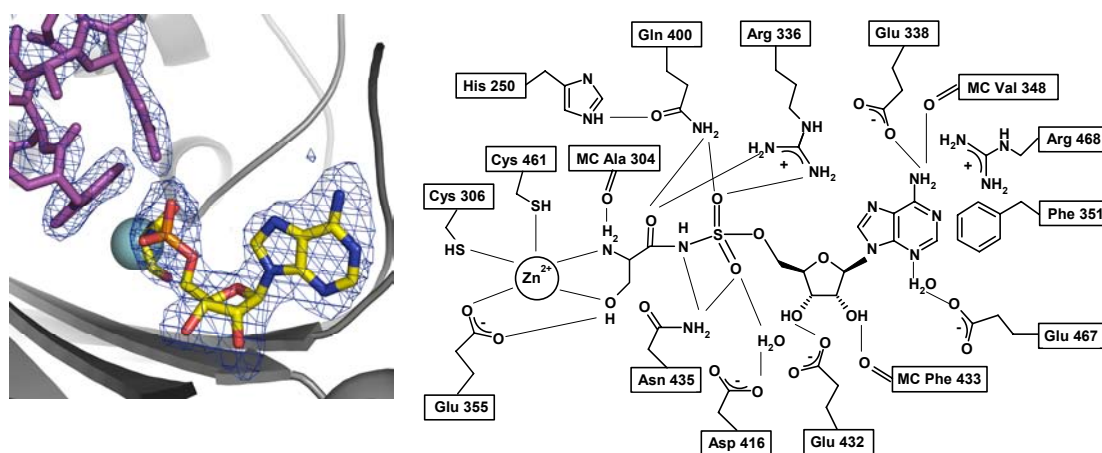 Gln 400
Arg 336
Glu 338
His 250
MC Val 348
N
NH
O
NH2
NH
O
-
O
O
Arg 468
H2N
+
NH2
H
N
NH2
+
NH2
Cys 461
MC Ala 304
O
NH2
Cys 306
SH
O
O
Phe 351
HS
H2
N
H
N
S
O
N
N
N
N
Zn2+
O
O
H2O
O
H
O
O
-
O
NH2
H2O
HO
OH
O
-
O
Glu 467
Asn 435
O
-
O
O
-
O
O
MC Phe 433
Glu 355
Asp 416
Glu 432